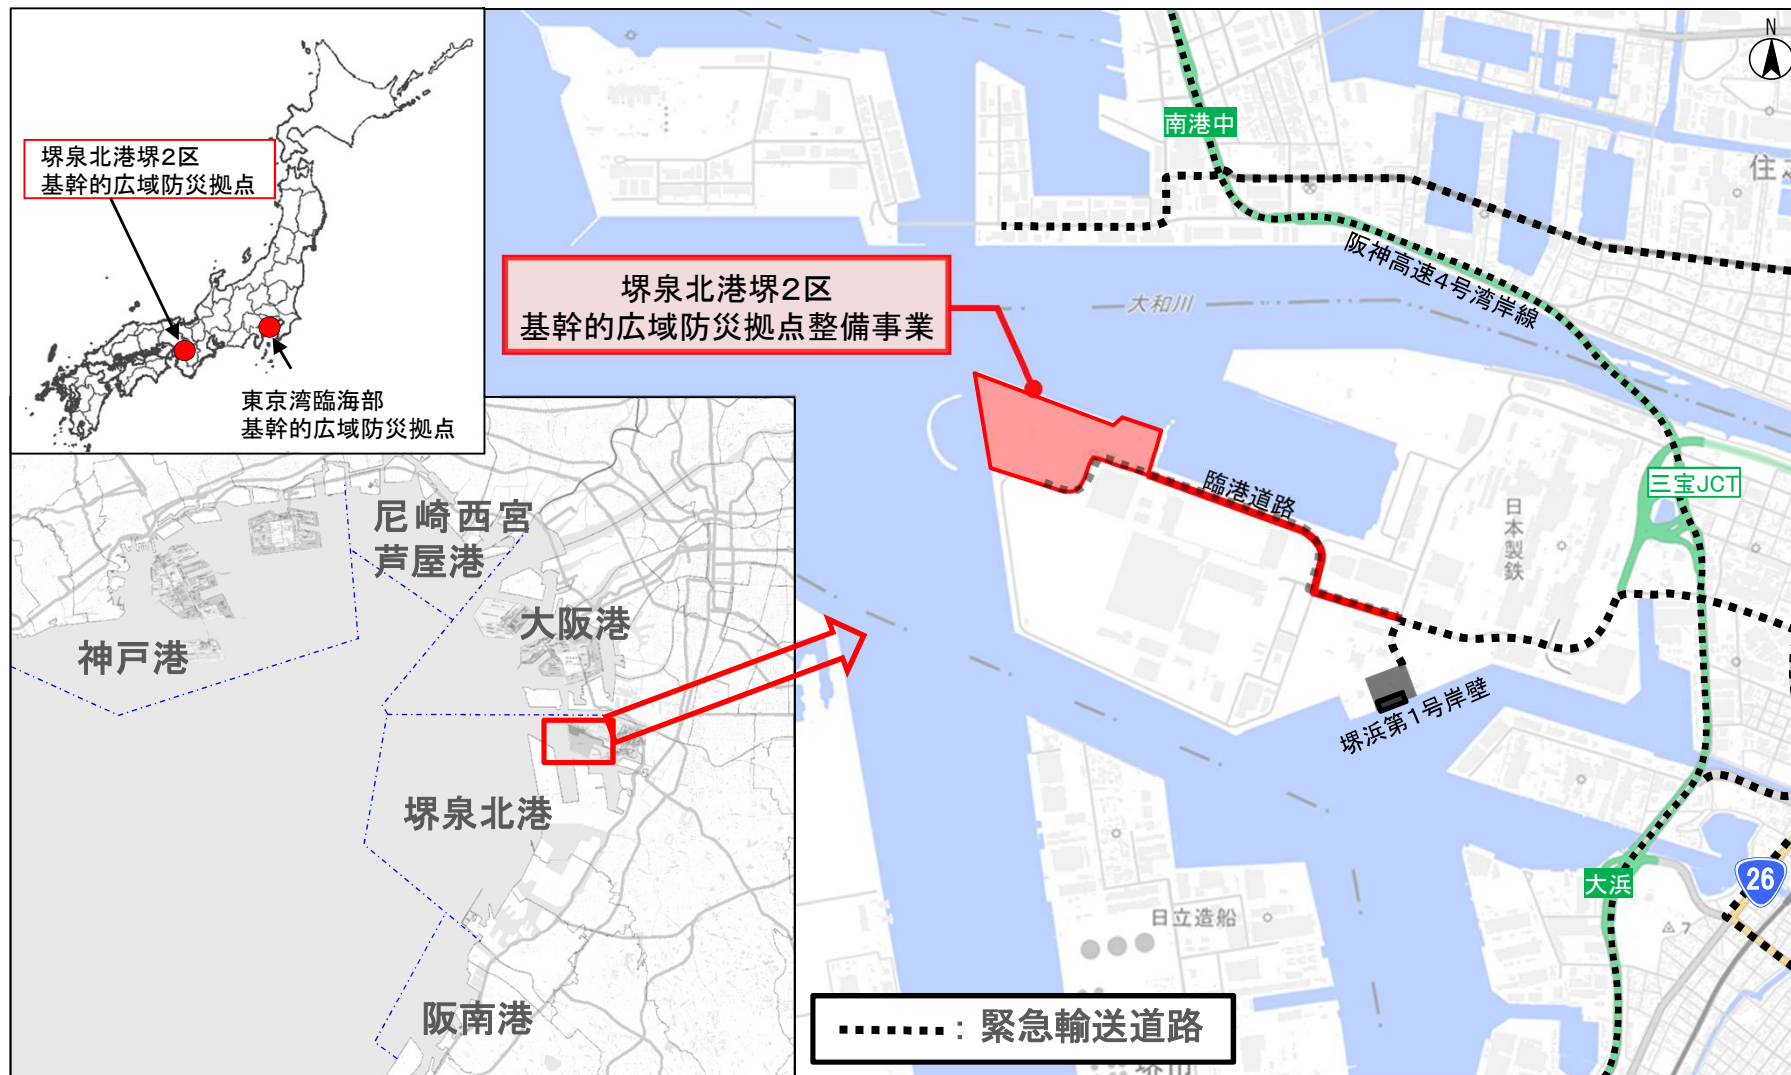 堺泉北港堺2区
基幹的広域防災拠点
東京湾臨海部
基幹的広域防災拠点
尼崎西宮
芦屋港
大阪港
神戸港
堺泉北港
阪南港
N
南港中
阪神高速4号湾岸線
大和川
堺泉北港堺2区
基幹的広域防災拠点整備事業
臨港道路
三宝JCT
日本製鉄
堺浜第1号岸壁
大浜
26
7
日立造船
: 緊急輸送道路